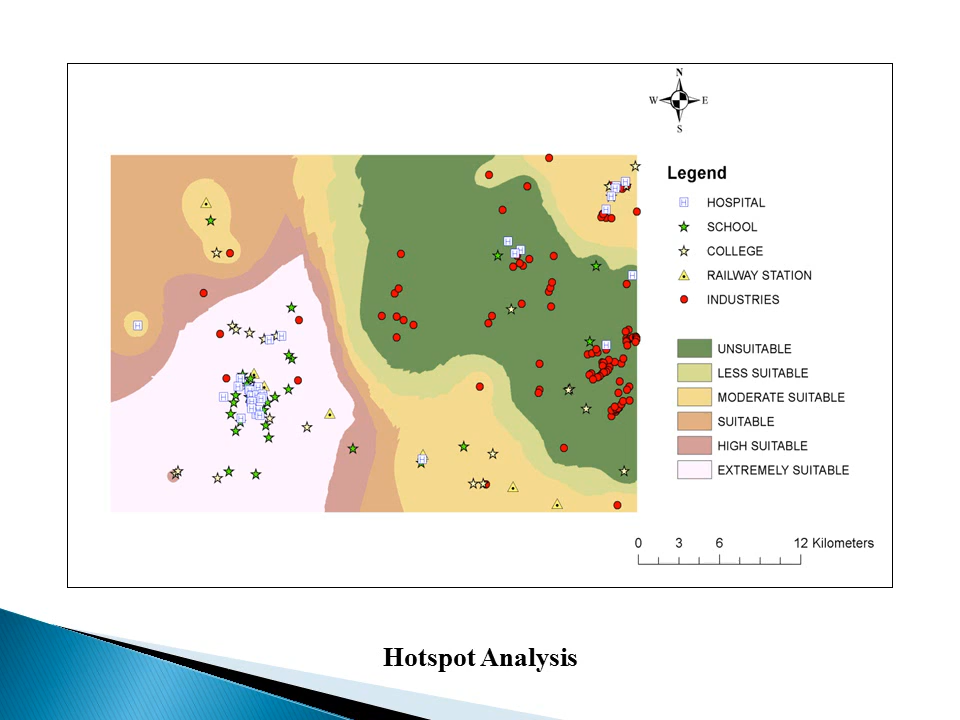 N
W E
S
Legend
H HOSPITAL
SCHOOL
COLLEGE
RAILWAY STATION
INDUSTRIES
UNSUITABLE
LESS SUITABLE
MODERATE SUITABLE
SUITABLE
HIGH SUITABLE
EXTREMELY SUITABLE
0 3 6 12 Kilometers
Hotspot Analysis